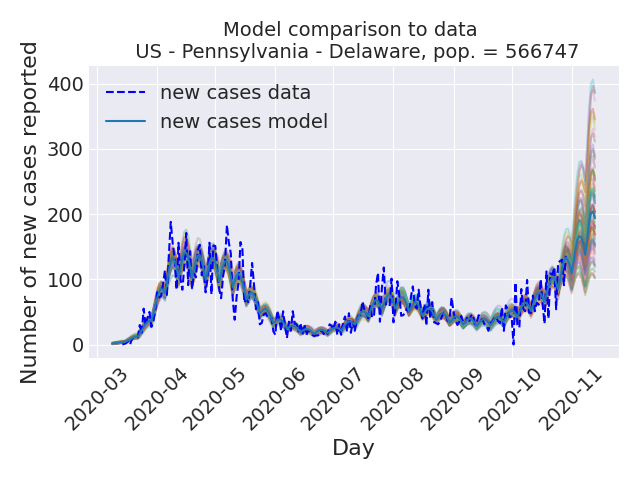 Model comparison to data
US - Pennsylvania - Delaware, pop. = 566747
Number of new cases reported
400
300
200
100
0
new cases data
new cases model
2020-03
2020-04
2020-05
2020-06
2020-07
2020-08
2020-09
2020-10
2020-11
Day